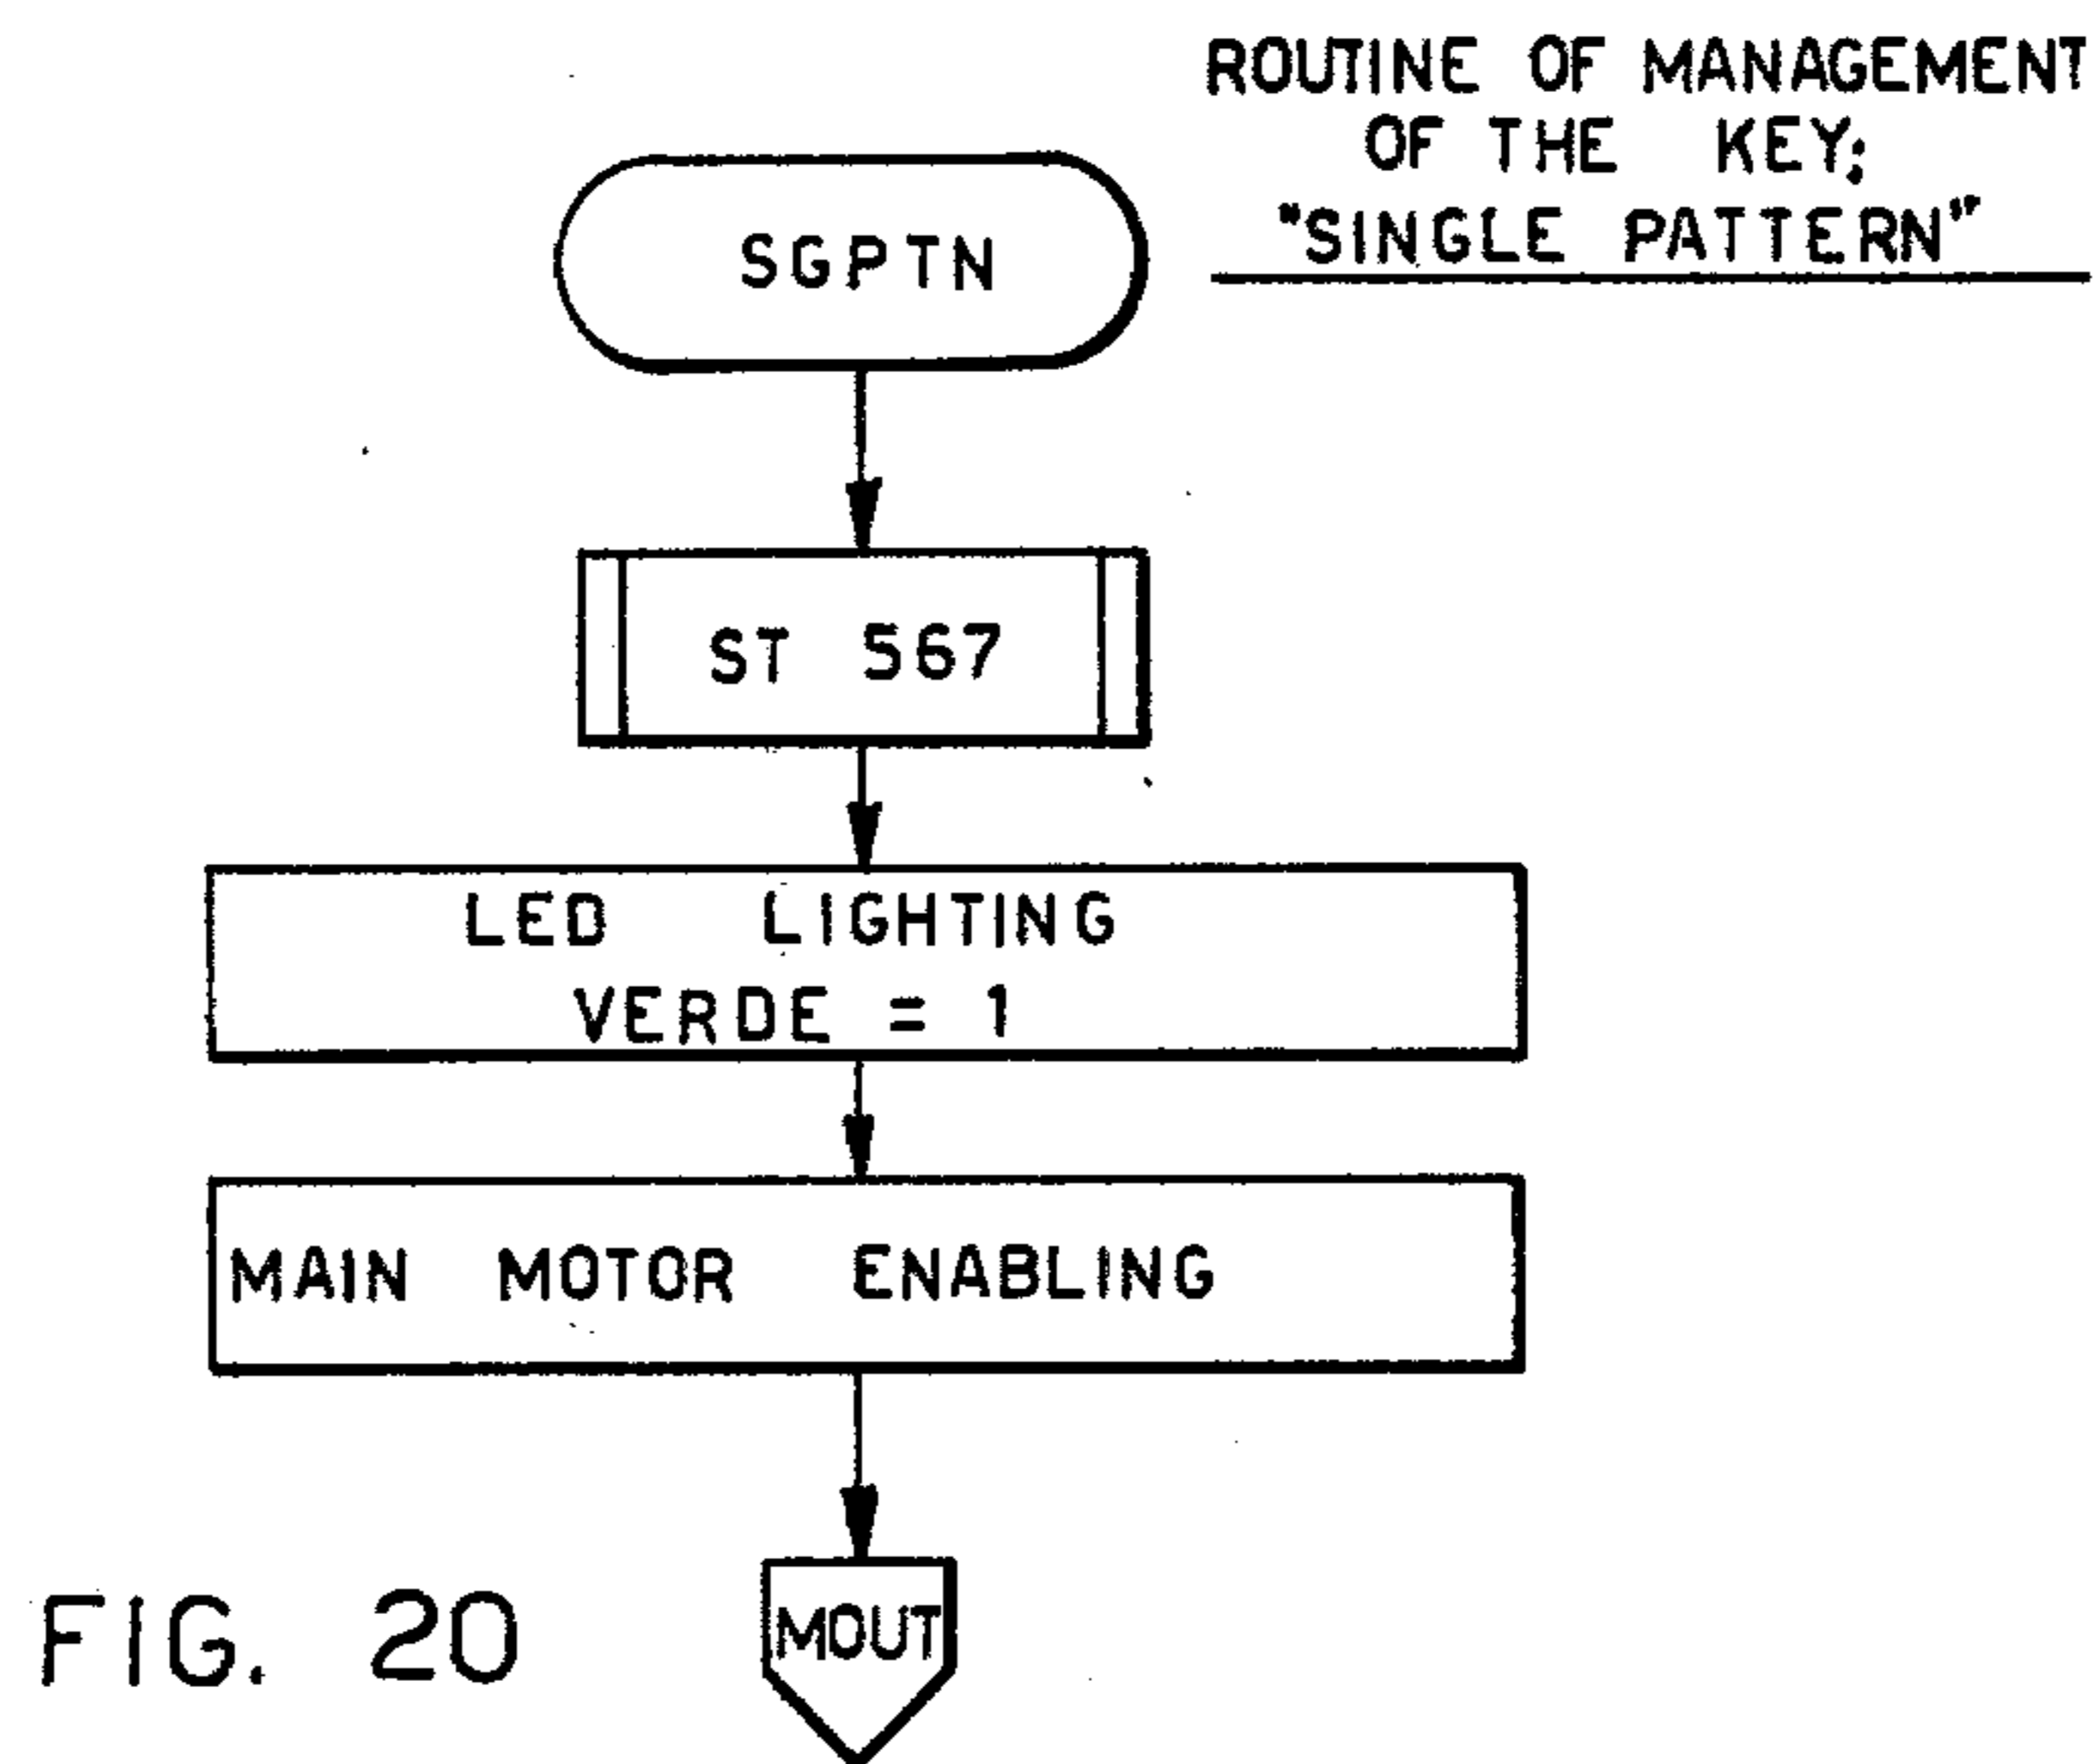 ROUTINE OF MANAGEMENT
OF THE KEY:
"SINGLE PATTERN"
SGPTN
ST 567
LED LIGHTING
VERDE = 1
MAIN MOTOR ENABLING
MOUT
FIG. 20